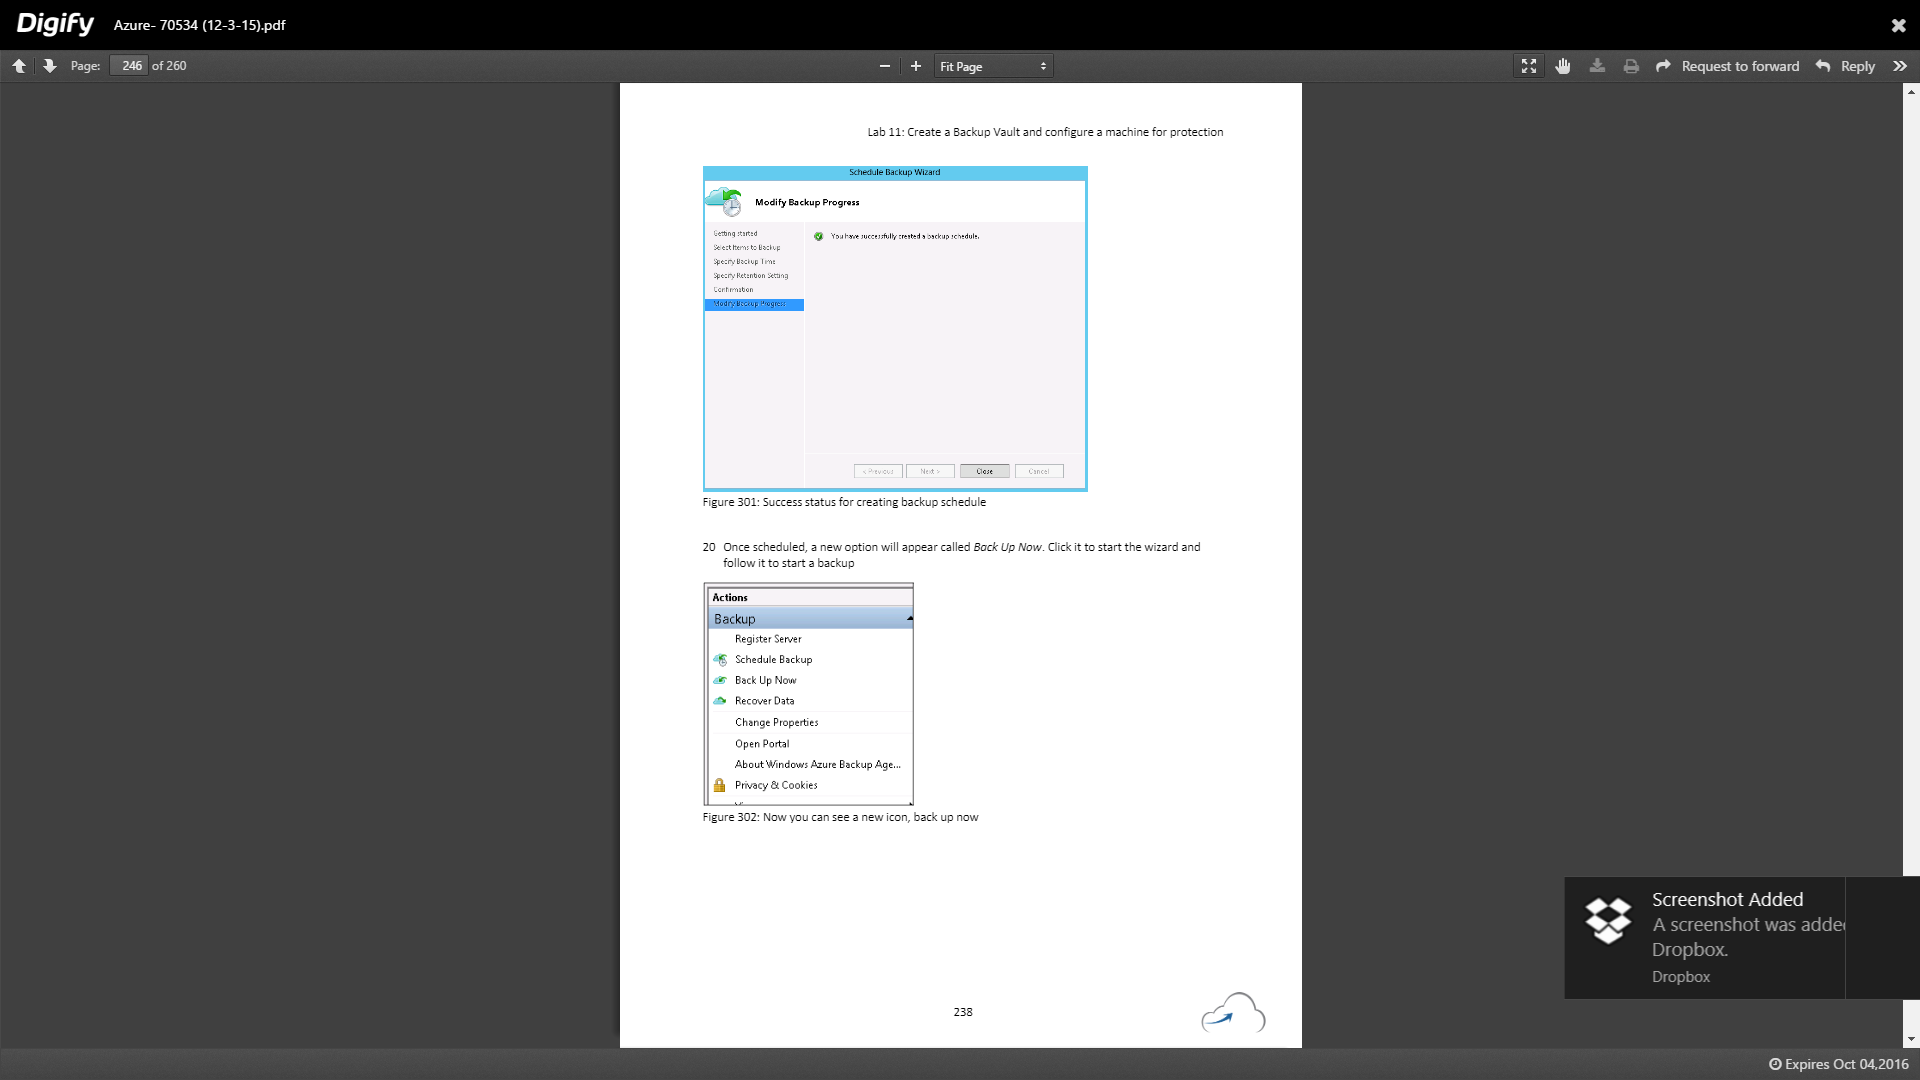 Digify Azure- 70534 (12-3-15).pdf
Page: 246 of 260 Fit Page Request to forward Reply
Lab 11: Create a Backup Vault and configure a machine for protection
Schedule Backup Wizard
Modify Backup Progress
Getting started
Select Items to Backup
Specify Backup Time
Specify Retention Setting
Confirmation
Modify Backup Progress
You have successfully created a backup schedule.
< Previous Next > Close Cancel
Figure 301: Success status for creating backup schedule
20 Once scheduled, a new option will appear called Back Up Now. Click it to start the wizard and
follow it to start a backup
Actions
Backup
Register Server
Schedule Backup
Back Up Now
Recover Data
Change Properties
Open Portal
About Windows Azure Backup Age...
Privacy & Cookies
Figure 302: Now you can see a new icon, back up now
Screenshot Added
A screenshot was adde
Dropbox.
Dropbox
238
Expires Oct 04,2016